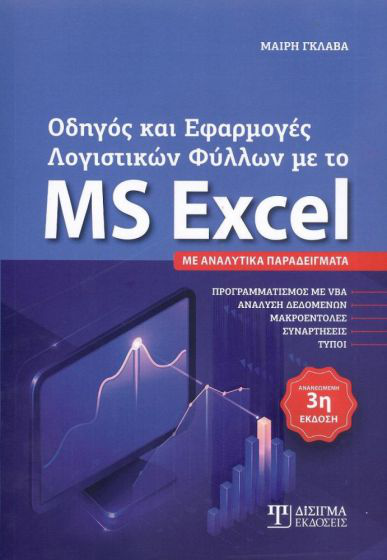 ΜΑΙΡΗ ΓΚΛΑΒΑ
Οδηγός και Εφαρμογές
Λογιστικών Φύλλων με το
MS Excel
ΜΕ ΑΝΑΛΥΤΙΚΑ ΠΑΡΑΔΕΙΓΜΑΤΑ
ΠΡΟΓΡΑΜΜΑΤΙΣΜΟΣ ΜΕ VBA
ΑΝΑΛΥΣΗ ΔΕΔΟΜΕΝΩΝ
ΜΑΚΡΟΕΝΤΟΛΕΣ
ΣΥΝΑΡΤΗΣΕΙΣ
ΤΥΠΟΙ
ΑΝΑΝΕΩΜΕΝΗ
3η
ΕΚΔΟΣΗ
ΔΙΣΙΓΜΑ
ΕΚΔΟΣΕΙΣ